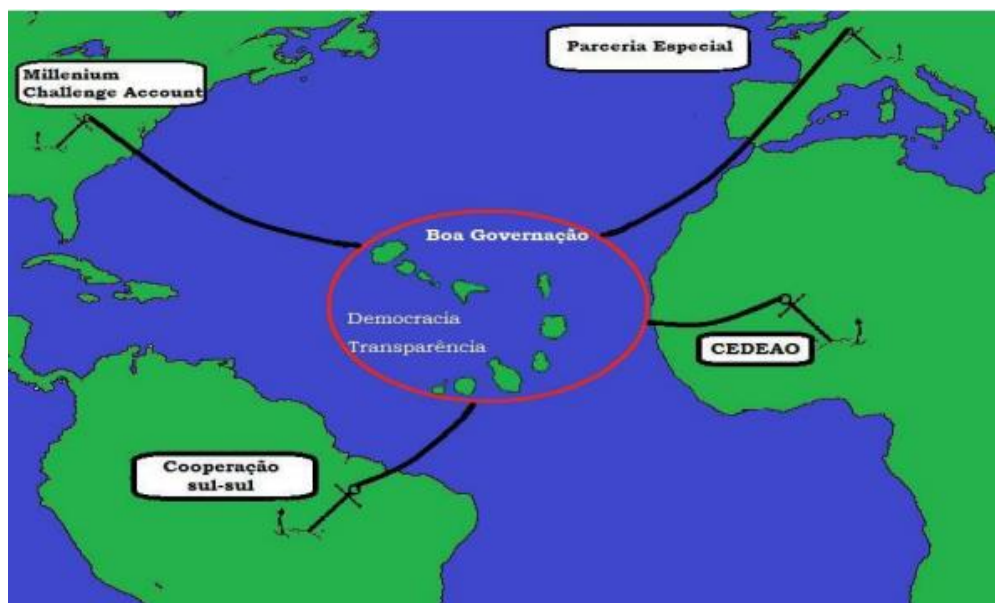 Parceria Especial
Millenium
Challenge Account
Boa Governação
Democracia
Transparência
CEDEAO
Cooperação
sul-sul